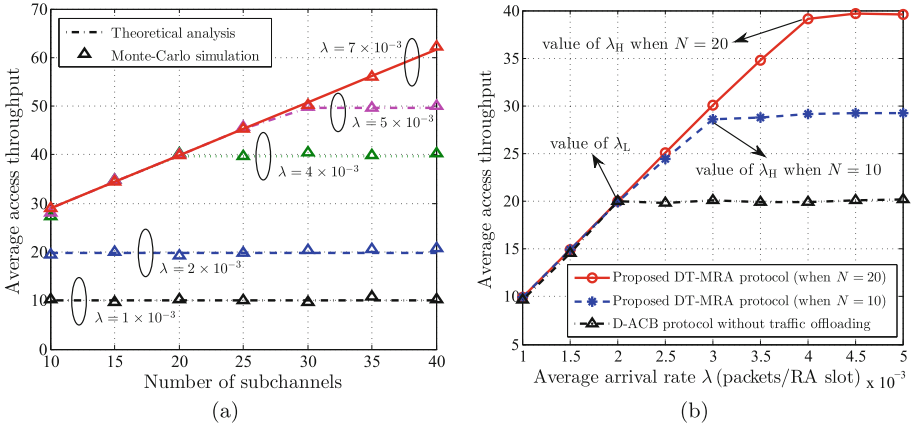 70
60
50
40
30
20
10
0
Average access throughput
Theoretical analysis
Monte-Carlo simulation
λ = 7 × 10⁻³
λ = 5 × 10⁻³
λ = 4 × 10⁻³
λ = 2 × 10⁻³
λ = 1 × 10⁻³
10 15 20 25 30 35 40
Number of subchannels
(a)
40
35
30
25
20
15
10
5
Average access throughput
value of λH when N = 20
value of λL
value of λH when N = 10
Proposed DT-MRA protocol (when N = 20)
Proposed DT-MRA protocol (when N = 10)
D-ACB protocol without traffic offloading
1 1.5 2 2.5 3 3.5 4 4.5 5
Average arrival rate λ (packets/RA slot) x 10⁻³
(b)